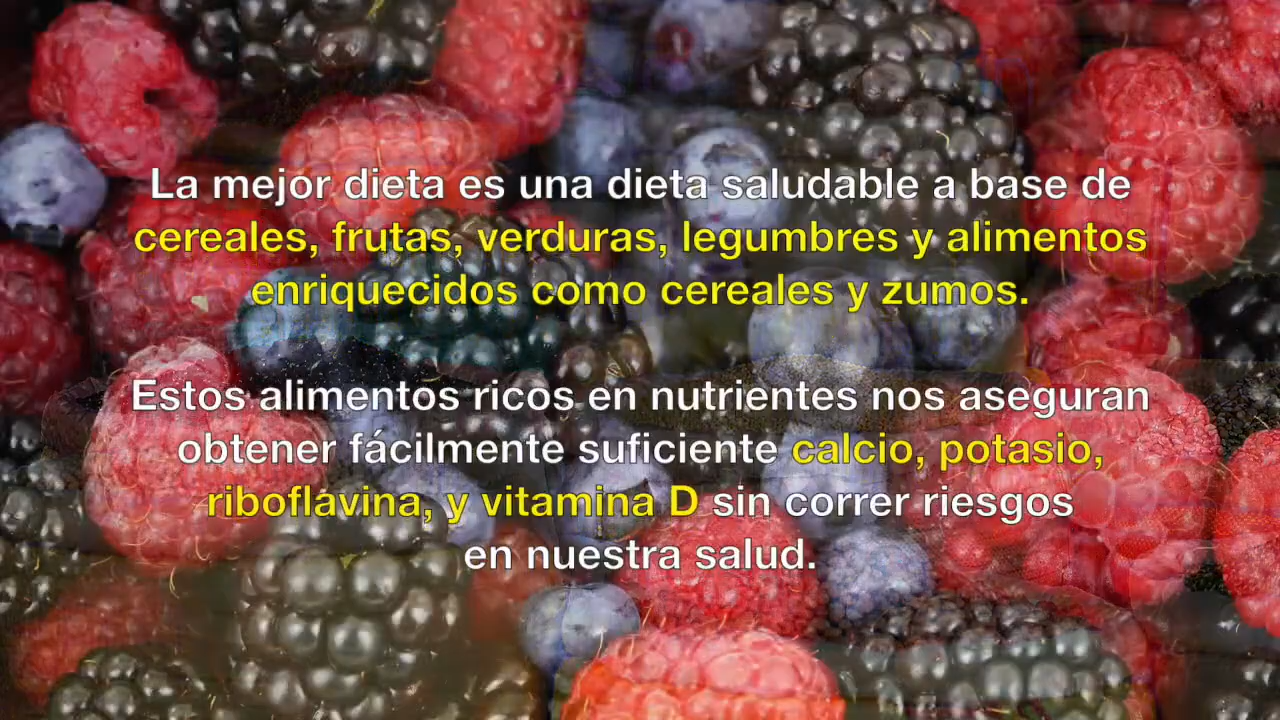 La mejor dieta es una dieta saludable a base de
cereales, frutas, verduras, legumbres y alimentos
enriquecidos como cereales y zumos.
Estos alimentos ricos en nutrientes nos aseguran
obtener fácilmente suficiente calcio, potasio,
riboflavina, y vitamina D sin correr riesgos
en nuestra salud.